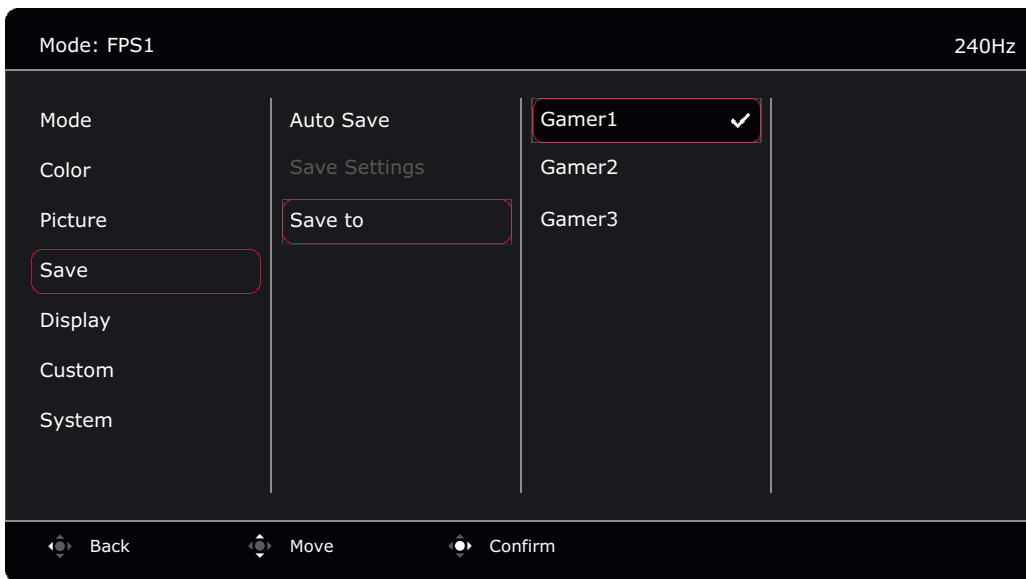 Mode: FPS1 240Hz
Mode
Color
Picture
Save
Display
Custom
System
Auto Save
Save Settings
Save to
Gamer1
Gamer2
Gamer3
Back Move Confirm